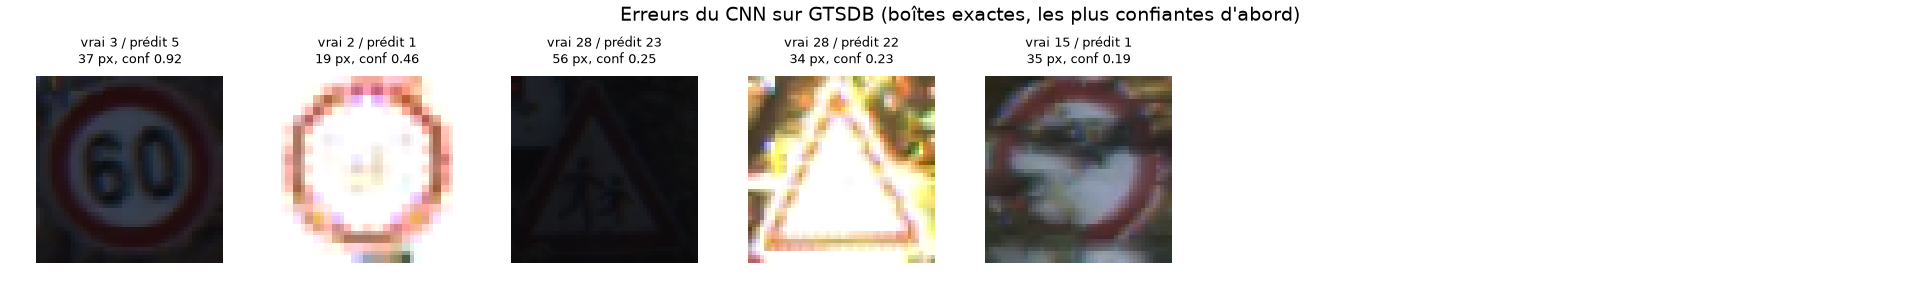 Erreurs du CNN sur GTSDB (boîtes exactes, les plus confiantes d'abord)
vrai 3 / prédit 5
37 px, conf 0.92
vrai 2 / prédit 1
19 px, conf 0.46
vrai 28 / prédit 23
56 px, conf 0.25
vrai 28 / prédit 22
34 px, conf 0.23
vrai 15 / prédit 1
35 px, conf 0.19
60